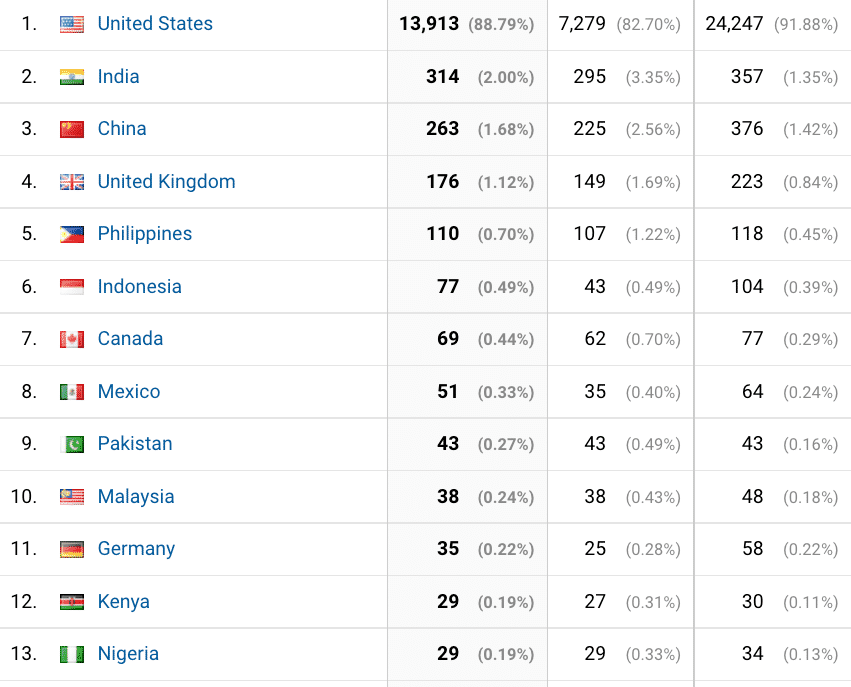 1. United States 13,913 (88.79%) 7,279 (82.70%) 24,247 (91.88%)
2. India 314 (2.00%) 295 (3.35%) 357 (1.35%)
3. China 263 (1.68%) 225 (2.56%) 376 (1.42%)
4. United Kingdom 176 (1.12%) 149 (1.69%) 223 (0.84%)
5. Philippines 110 (0.70%) 107 (1.22%) 118 (0.45%)
6. Indonesia 77 (0.49%) 43 (0.49%) 104 (0.39%)
7. Canada 69 (0.44%) 62 (0.70%) 77 (0.29%)
8. Mexico 51 (0.33%) 35 (0.40%) 64 (0.24%)
9. Pakistan 43 (0.27%) 43 (0.49%) 43 (0.16%)
10. Malaysia 38 (0.24%) 38 (0.43%) 48 (0.18%)
11. Germany 35 (0.22%) 25 (0.28%) 58 (0.22%)
12. Kenya 29 (0.19%) 27 (0.31%) 30 (0.11%)
13. Nigeria 29 (0.19%) 29 (0.33%) 34 (0.13%)